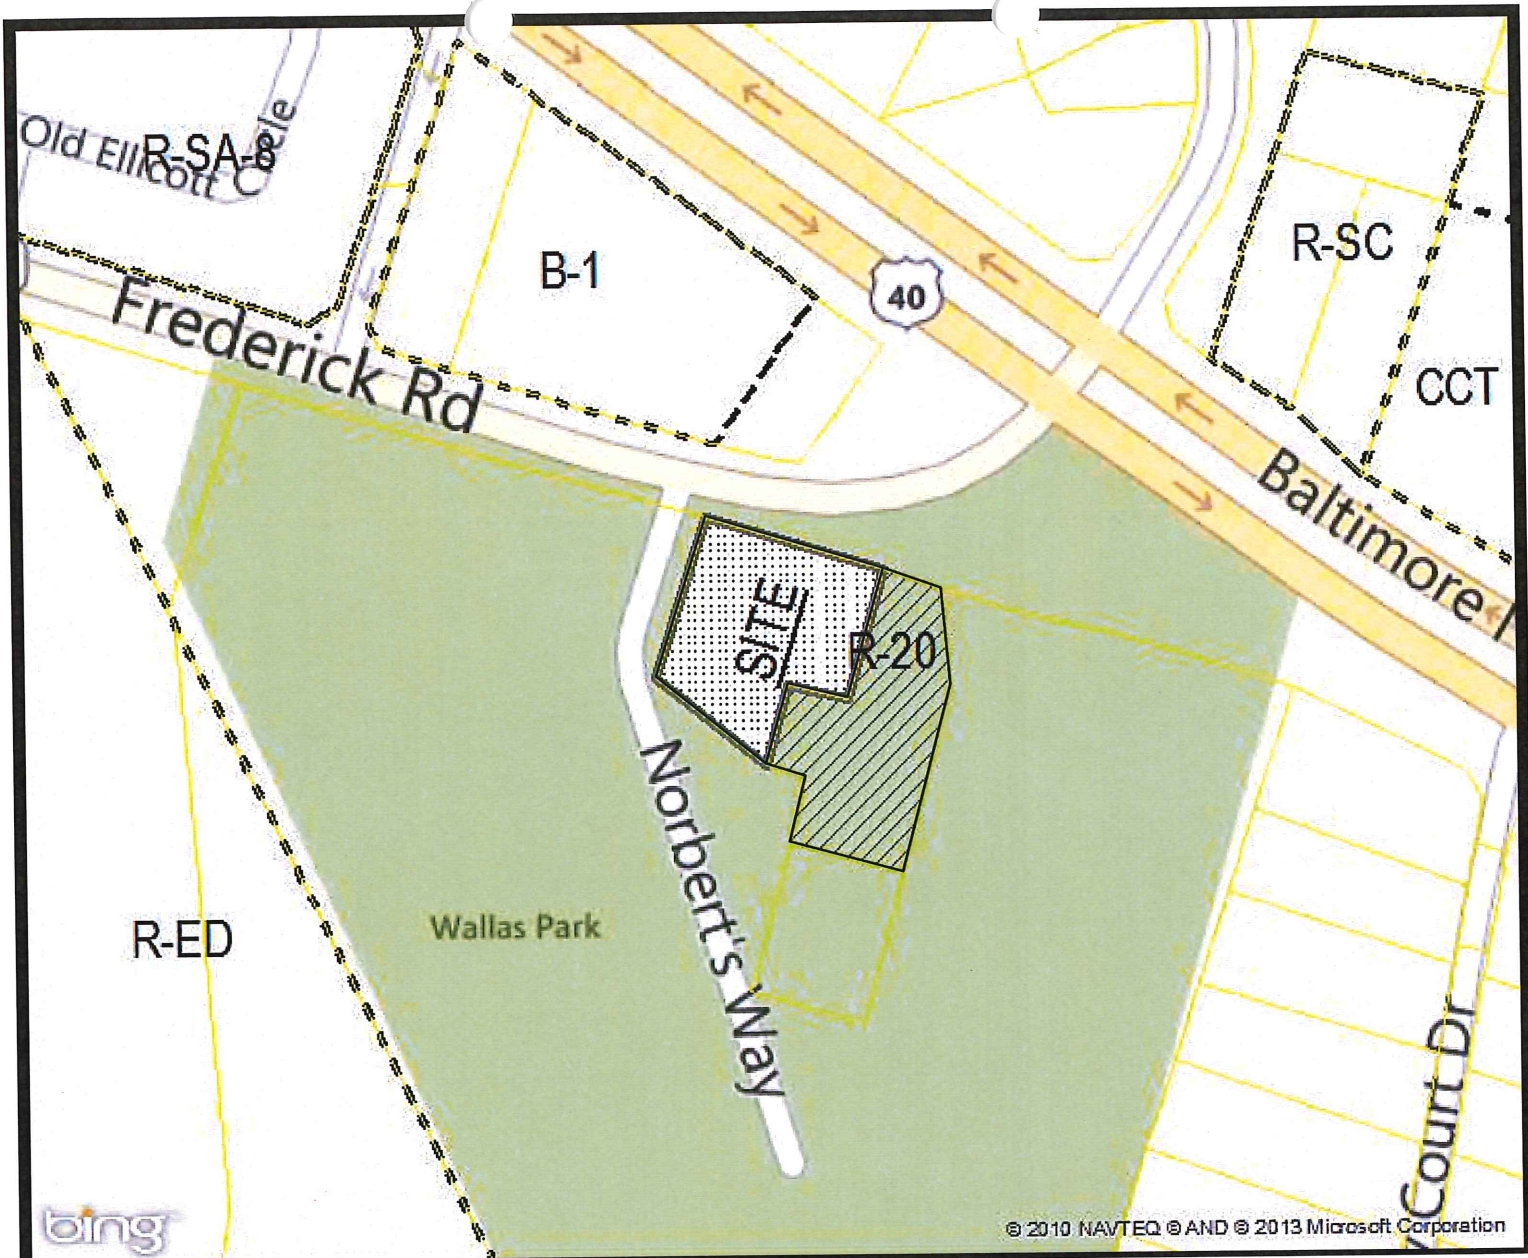 Old Ellicott Circle
R-SA-8
B-1
40
R-SC
CCT
Frederick Rd
Baltimore
SITE
R-20
Norbert's Way
Wallas Park
R-ED
Court Dr
bing
© 2010 NAVTEQ © AND © 2013 Microsoft Corporation